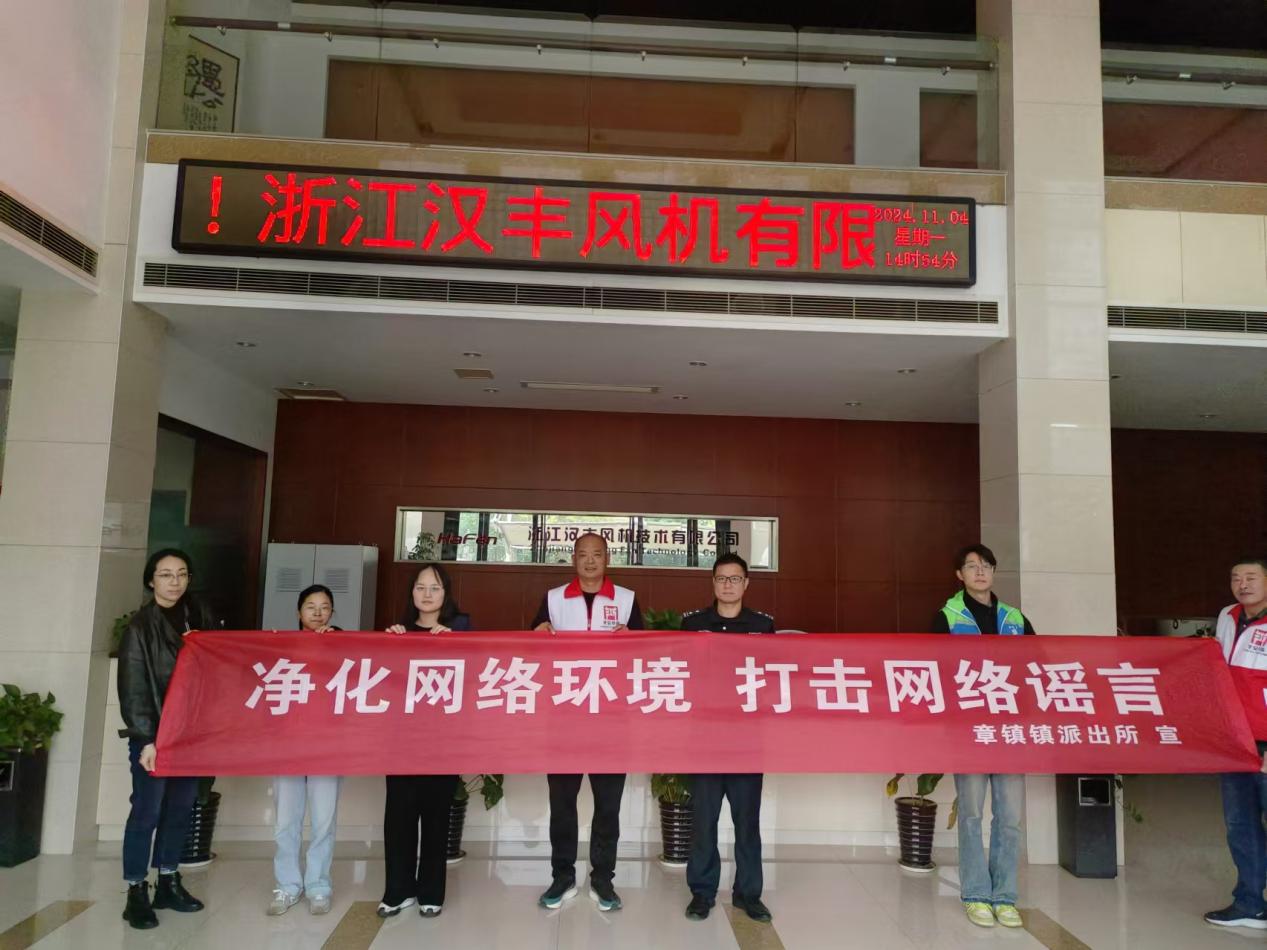 ！浙江汉丰风机有限
2024.11.04
星期一
14时54分
HaFen
浙江汉丰风机技术有限公司
净化网络环境 打击网络谣言
章镇镇派出所 宣